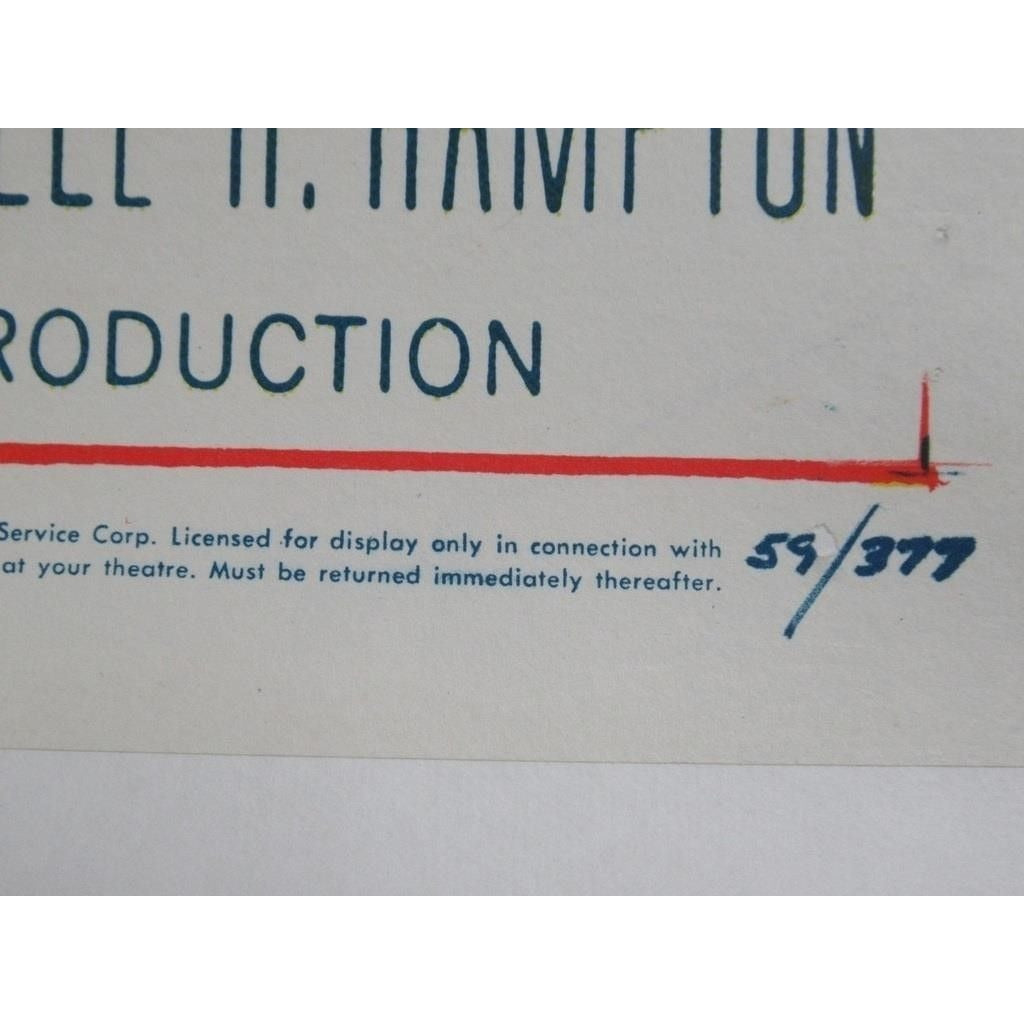 H. HAMPTON
RODUCTION
Service Corp. Licensed for display only in connection with
at your theatre. Must be returned immediately thereafter.
59/377